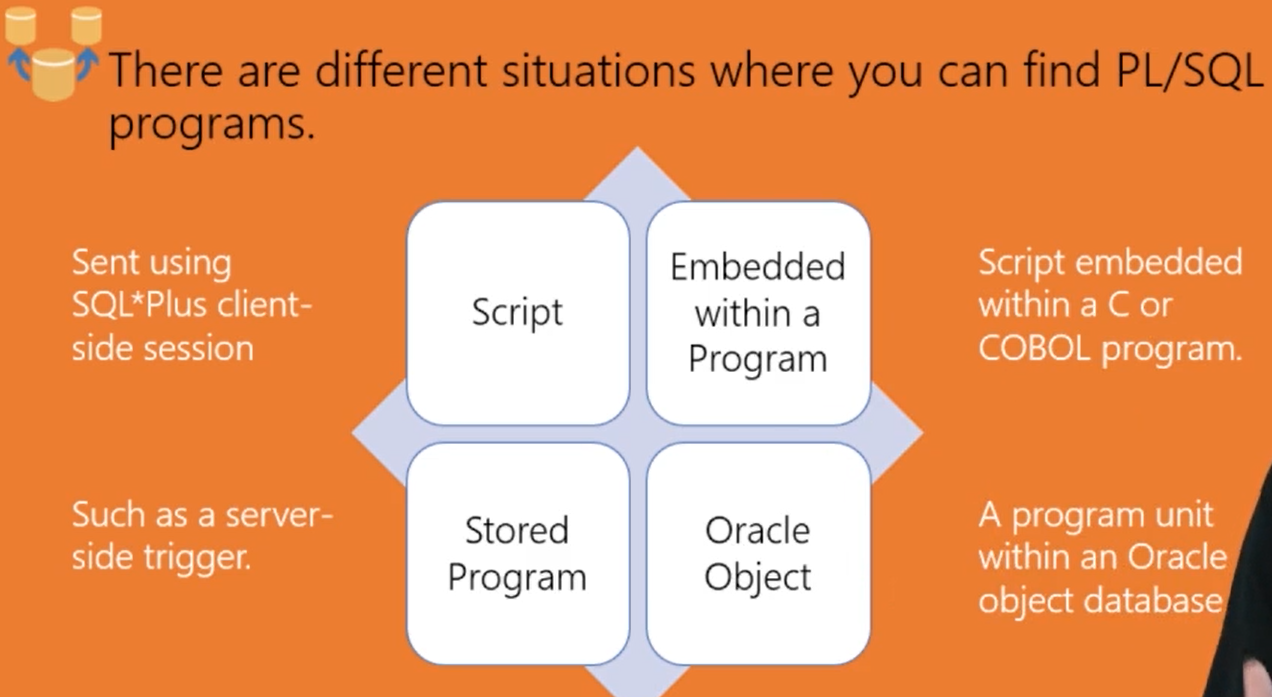 There are different situations where you can find PL/SQL
programs.
Sent using
SQL*Plus client-
side session
Script
Embedded
within a
Program
Script embedded
within a C or
COBOL program.
Such as a server-
side trigger.
Stored
Program
Oracle
Object
A program unit
within an Oracle
object database